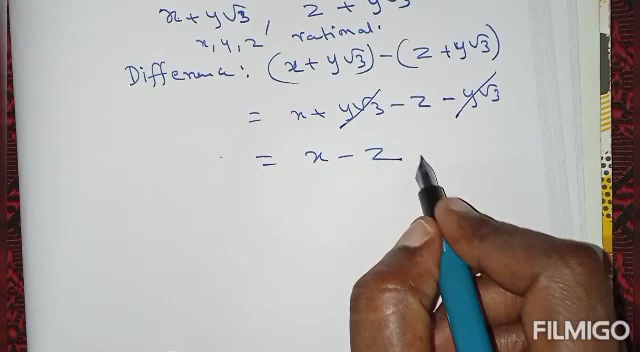 x + y√3, z + y√3
x, y, z rational.
Difference: (x + y√3) - (z + y√3)
= x + y√3 - z - y√3
= x - z
FILMIGO